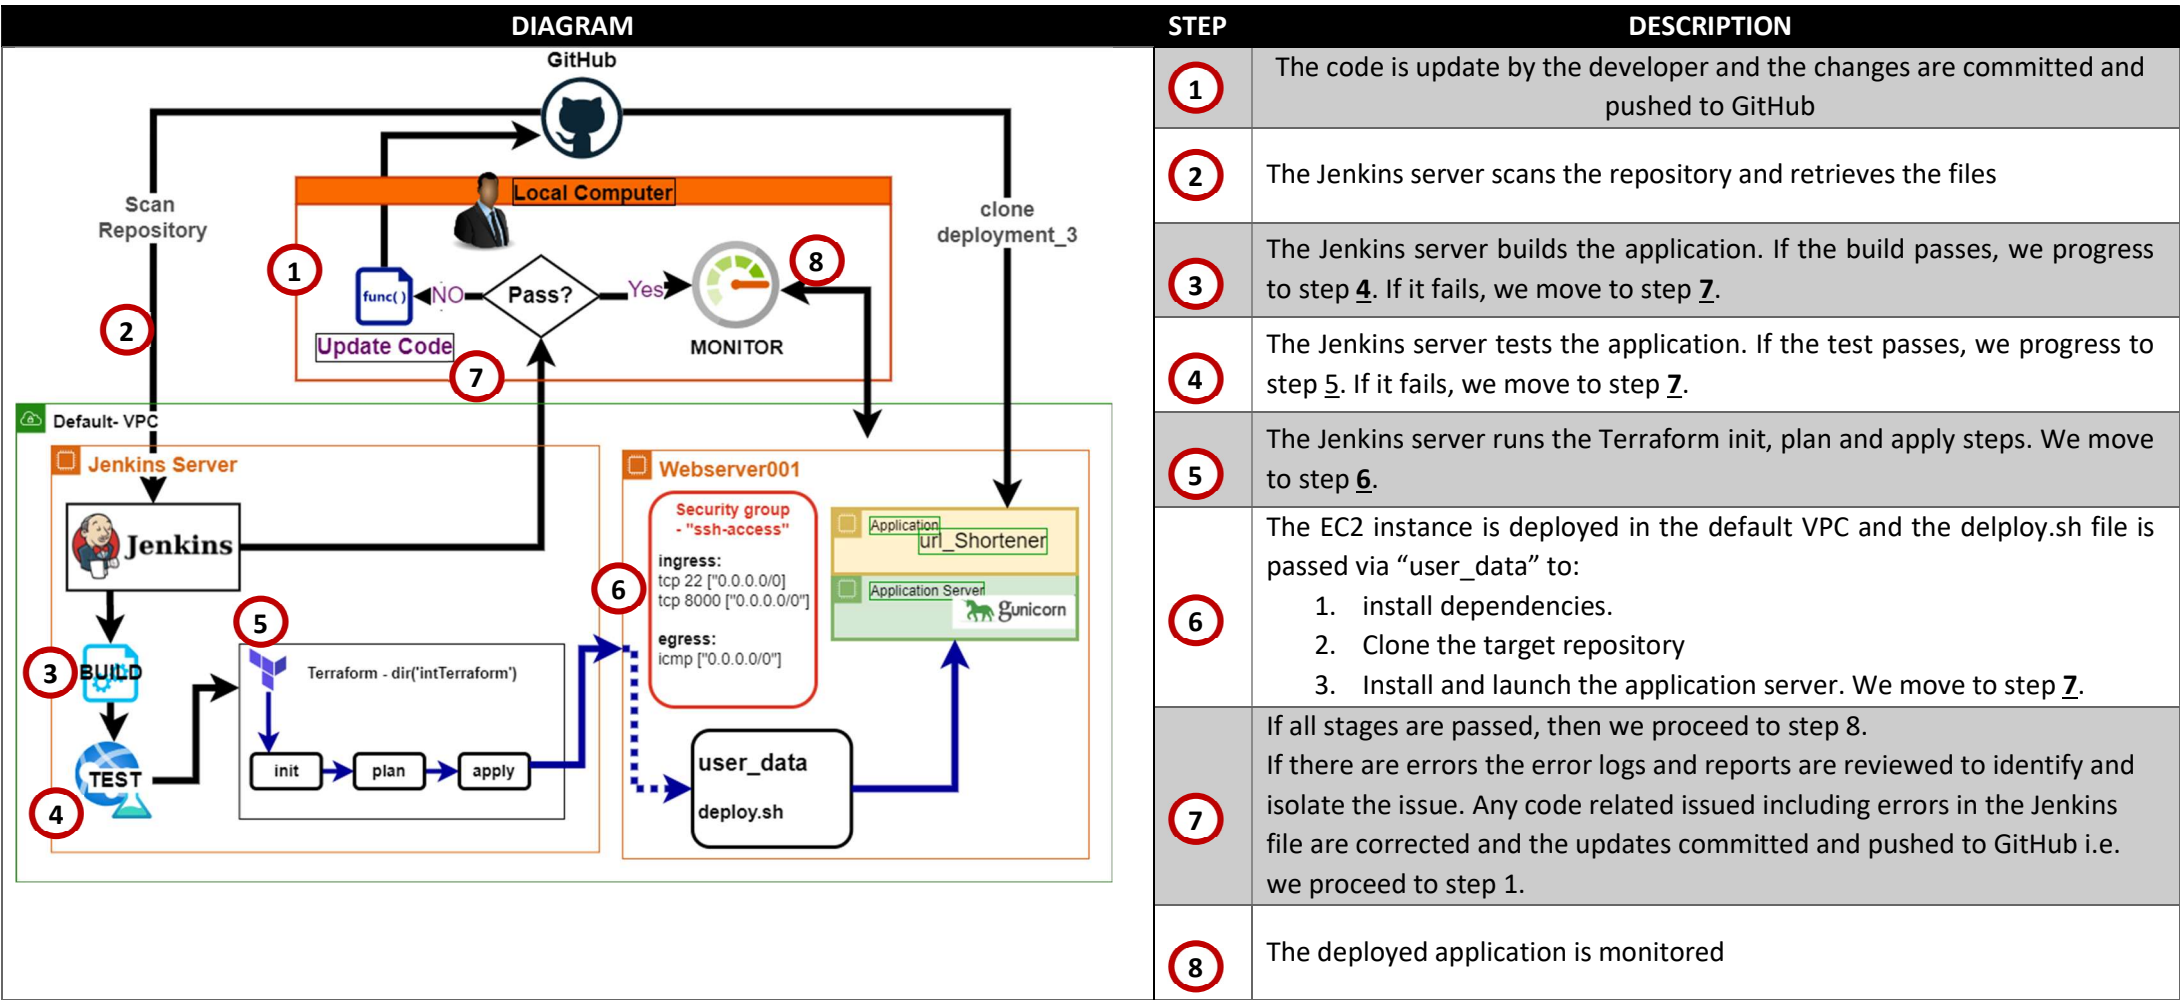 DIAGRAM
STEP
DESCRIPTION
GitHub
Scan
Repository
clone
deployment_3
Local Computer
1
2
8
func()
NO
Pass?
Yes
Update Code
7
MONITOR
Default- VPC
Jenkins Server
Jenkins
3
BUILD
4
TEST
5
Terraform - dir('intTerraform')
init
plan
apply
6
Webserver001
Security group
- "ssh-access"
ingress:
tcp 22 ["0.0.0.0/0]
tcp 8000 ["0.0.0.0/0"]
egress:
icmp ["0.0.0.0/0"]
Application
url_Shortener
Application Server
gunicorn
user_data
deploy.sh
1
The code is update by the developer and the changes are committed and
pushed to GitHub
2
The Jenkins server scans the repository and retrieves the files
3
The Jenkins server builds the application. If the build passes, we progress
to step 4. If it fails, we move to step 7.
4
The Jenkins server tests the application. If the test passes, we progress to
step 5. If it fails, we move to step 7.
5
The Jenkins server runs the Terraform init, plan and apply steps. We move
to step 6.
6
The EC2 instance is deployed in the default VPC and the delploy.sh file is
passed via “user_data” to:
1. install dependencies.
2. Clone the target repository
3. Install and launch the application server. We move to step 7.
7
If all stages are passed, then we proceed to step 8.
If there are errors the error logs and reports are reviewed to identify and
isolate the issue. Any code related issued including errors in the Jenkins
file are corrected and the updates committed and pushed to GitHub i.e.
we proceed to step 1.
8
The deployed application is monitored